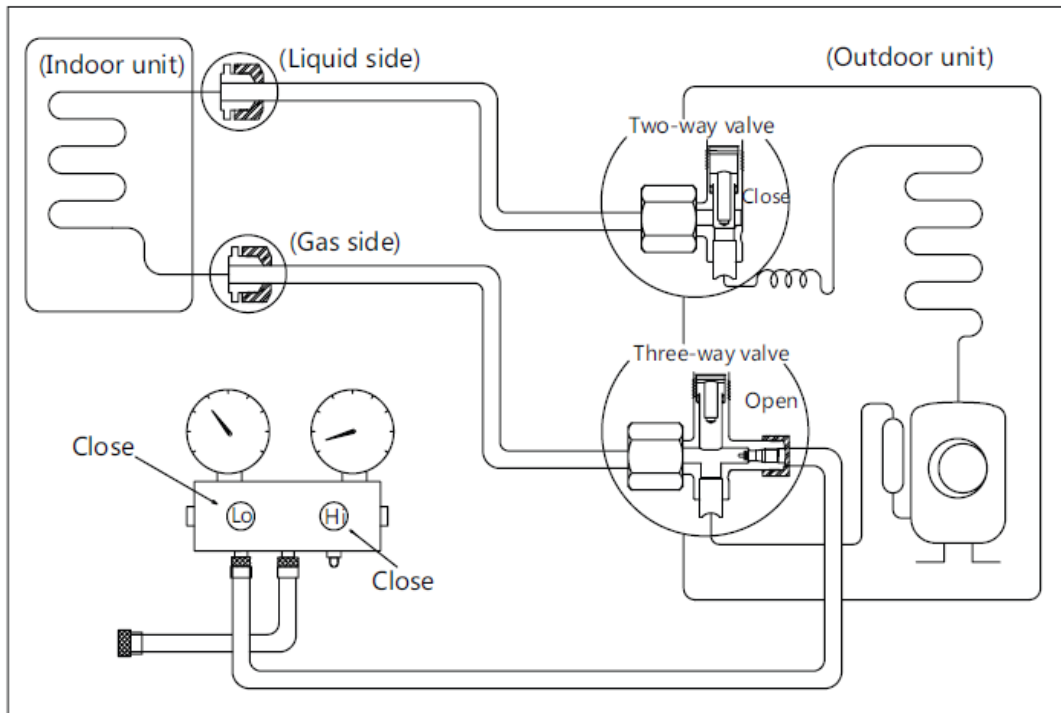 (Indoor unit)
(Liquid side)
(Outdoor unit)
Two-way valve
Close
(Gas side)
Three-way valve
Open
Close
Lo
Hi
Close